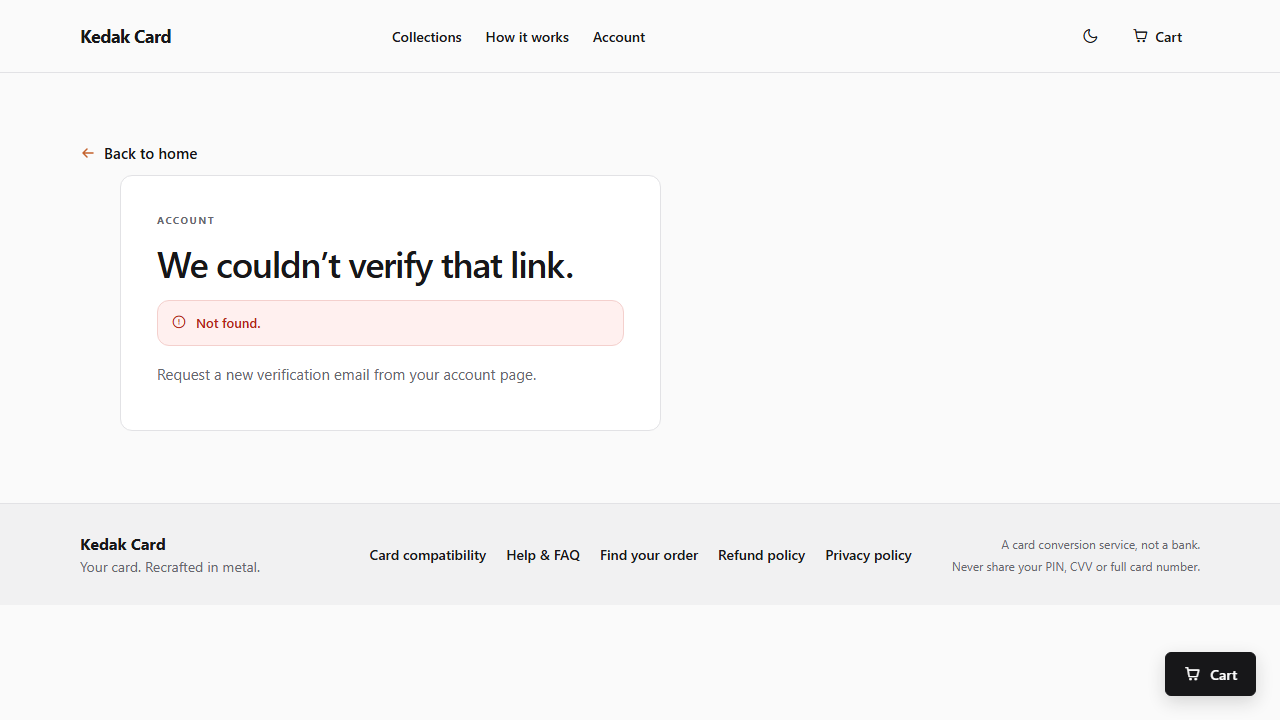 Kedak Card
Collections
How it works
Account
Cart
Back to home
ACCOUNT
We couldn’t verify that link.
Not found.
Request a new verification email from your account page.
Kedak Card
Your card. Recrafted in metal.
Card compatibility
Help & FAQ
Find your order
Refund policy
Privacy policy
A card conversion service, not a bank.
Never share your PIN, CVV or full card number.
Cart